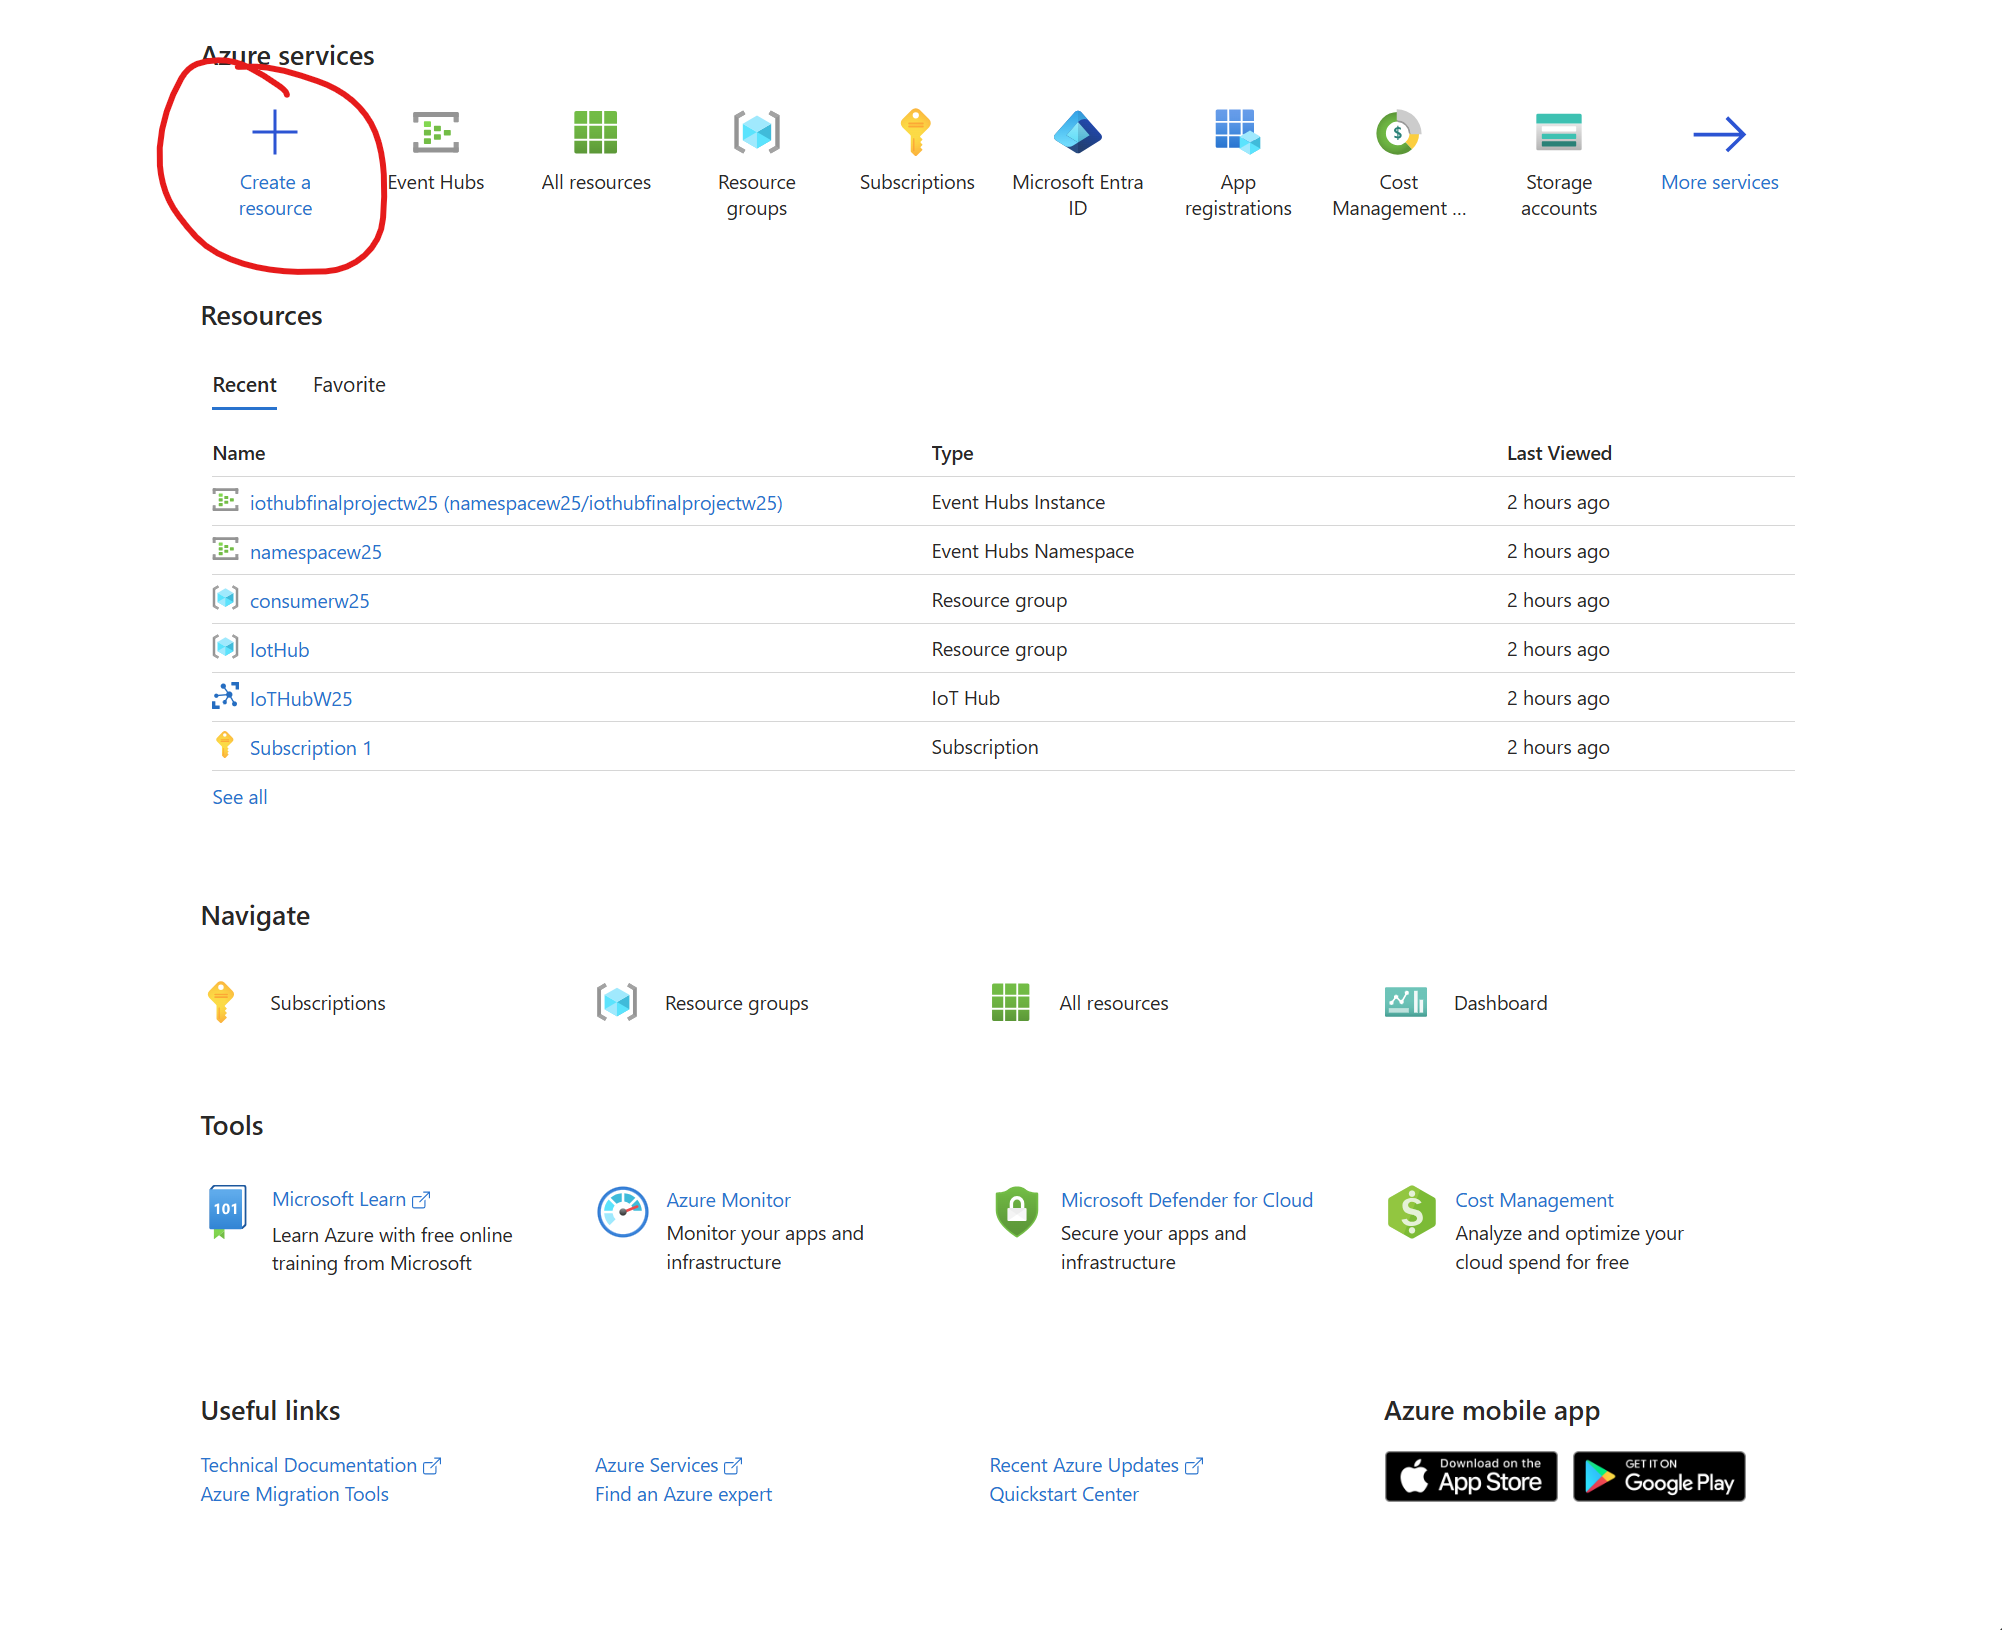 Azure services
Create a
resource
Event Hubs
All resources
Resource
groups
Subscriptions
Microsoft Entra
ID
App
registrations
Cost
Management ...
Storage
accounts
More services
Resources
Recent Favorite
Name Type Last Viewed
iothubfinalprojectw25 (namespacew25/iothubfinalprojectw25) Event Hubs Instance 2 hours ago
namespacew25 Event Hubs Namespace 2 hours ago
consumerw25 Resource group 2 hours ago
IotHub Resource group 2 hours ago
IoTHubW25 IoT Hub 2 hours ago
Subscription 1 Subscription 2 hours ago
See all
Navigate
Subscriptions Resource groups All resources Dashboard
Tools
101
Microsoft Learn
Learn Azure with free online
training from Microsoft
Azure Monitor
Monitor your apps and
infrastructure
Microsoft Defender for Cloud
Secure your apps and
infrastructure
Cost Management
Analyze and optimize your
cloud spend for free
Useful links
Technical Documentation
Azure Migration Tools
Azure Services
Find an Azure expert
Recent Azure Updates
Quickstart Center
Azure mobile app
Download on the
App Store
GET IT ON
Google Play